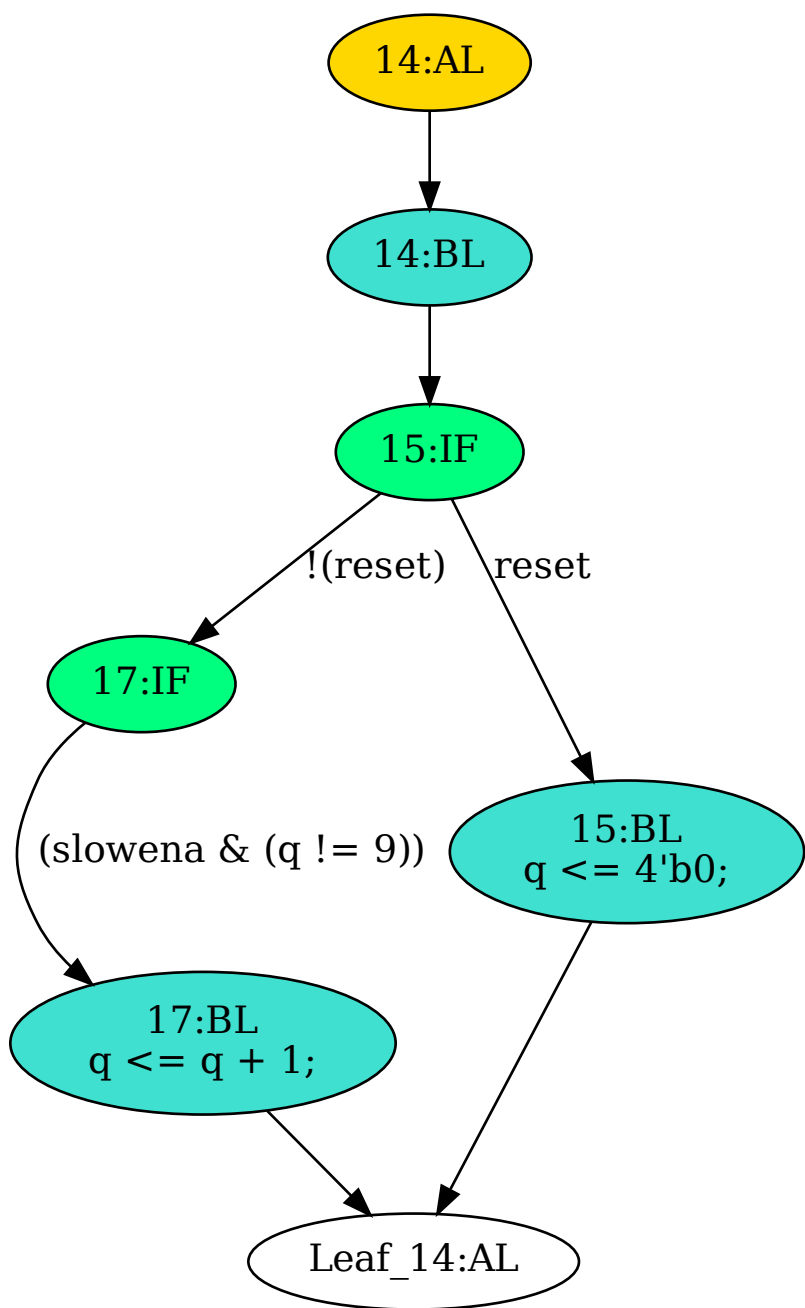 14:AL
14:BL
15:IF
!(reset)
reset
17:IF
(slowena & (q != 9))
15:BL
q <= 4'b0;
17:BL
q <= q + 1;
Leaf_14:AL